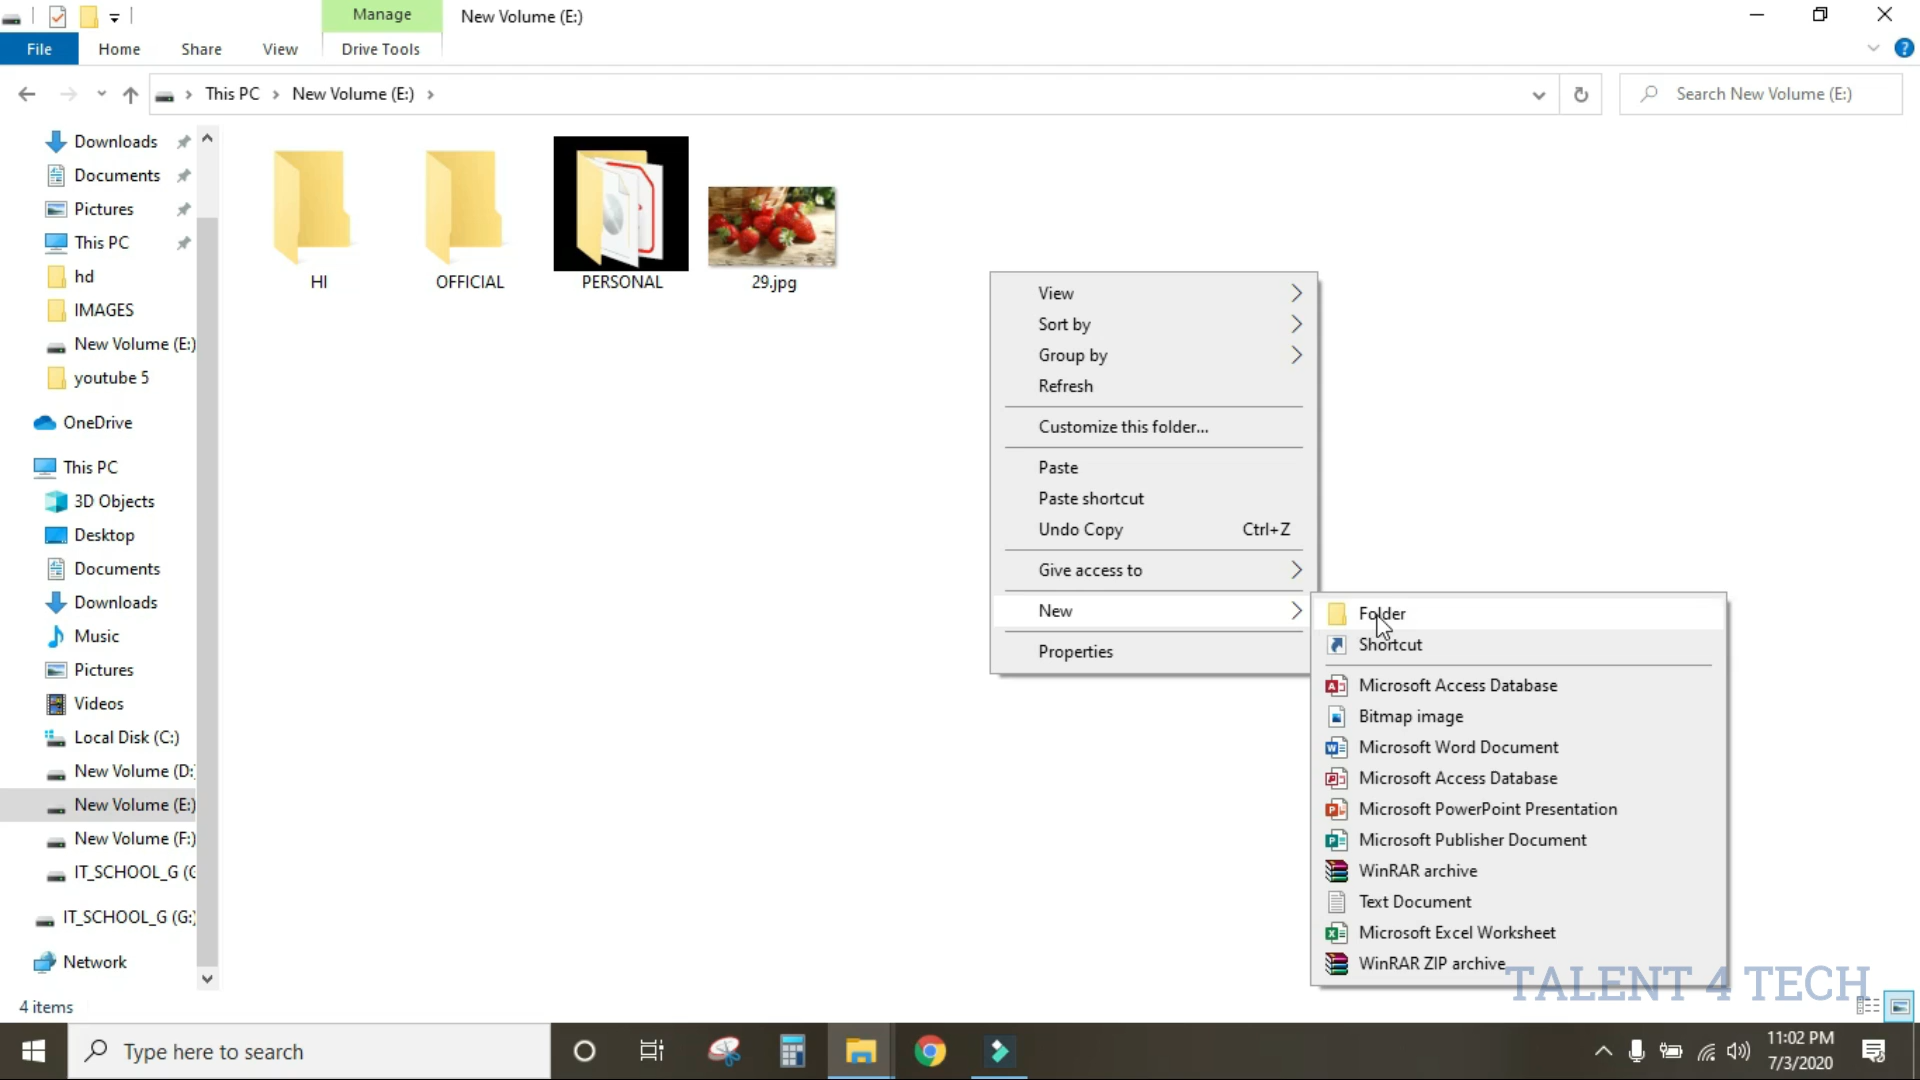 Manage
New Volume (E:)
File
Home
Share
View
Drive Tools
?
This PC
New Volume (E:)
Search New Volume (E:)
Downloads
Documents
Pictures
This PC
hd
IMAGES
New Volume (E:)
youtube 5
OneDrive
This PC
3D Objects
Desktop
Documents
Downloads
Music
Pictures
Videos
Local Disk (C:)
New Volume (D:
New Volume (E:)
New Volume (F:)
IT_SCHOOL_G (G
IT_SCHOOL_G (G:)
Network
HI
OFFICIAL
PERSONAL
29.jpg
View
Sort by
Group by
Refresh
Customize this folder...
Paste
Paste shortcut
Undo Copy Ctrl+Z
Give access to
New
Properties
Folder
Shortcut
Microsoft Access Database
Bitmap image
Microsoft Word Document
Microsoft Access Database
Microsoft PowerPoint Presentation
Microsoft Publisher Document
WinRAR archive
Text Document
Microsoft Excel Worksheet
WinRAR ZIP archive
TALENT 4 TECH
4 items
Type here to search
11:02 PM
7/3/2020